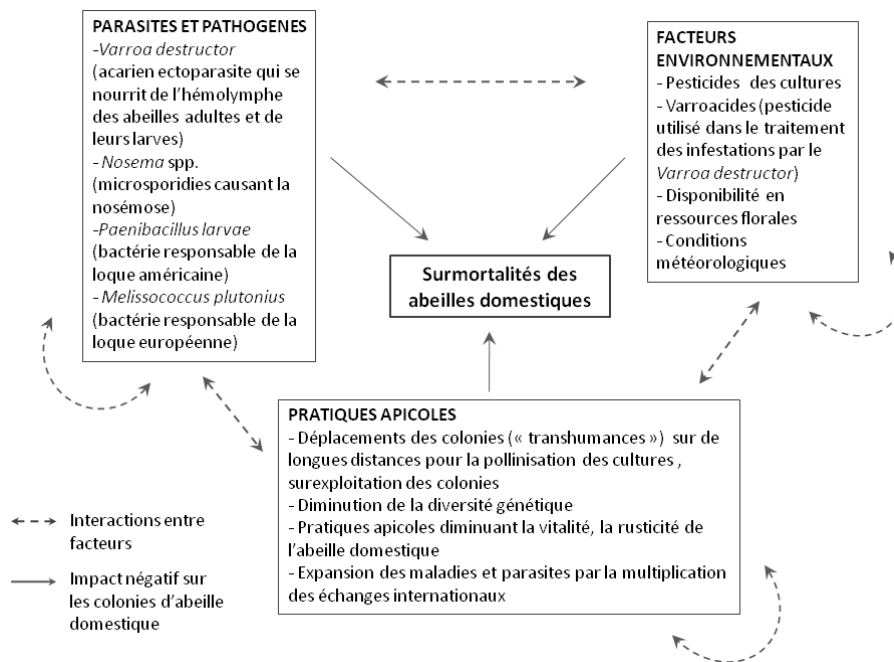 PARASITES ET PATHOGENES
-Varroa destructor
(acarien ectoparasite qui se
nourrit de l'hémolymphe
des abeilles adultes et de
leurs larves)
-Nosema spp.
(microsporidies causant la
nosémose)
-Paenibacillus larvae
(bactérie responsable de la
loque américaine)
-Melissococcus plutonius
(bactérie responsable de la
loque européenne)
FACTEURS
ENVIRONNEMENTAUX
- Pesticides des cultures
- Varroacides (pesticide
utilisé dans le traitement
des infestations par le
Varroa destructor)
- Disponibilité en
ressources florales
- Conditions
météorologiques
Surmortalités des
abeilles domestiques
PRATIQUES APICOLES
- Déplacements des colonies (« transhumances ») sur de
longues distances pour la pollinisation des cultures ,
surexploitation des colonies
- Diminution de la diversité génétique
- Pratiques apicoles diminuant la vitalité, la rusticité de
l'abeille domestique
- Expansion des maladies et parasites par la multiplication
des échanges internationaux
Interactions entre
facteurs
Impact négatif sur
les colonies d'abeille
domestique